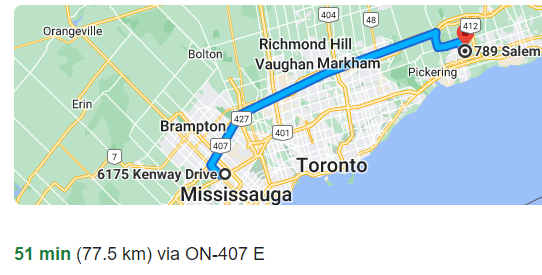 Orangeville
404
48
412
Richmond Hill
789 Salem
Bolton
Vaughan Markham
Pickering
Erin
427
Brampton
401
407
7
6175 Kenway Drive
Toronto
Mississauga
51 min (77.5 km) via ON-407 E